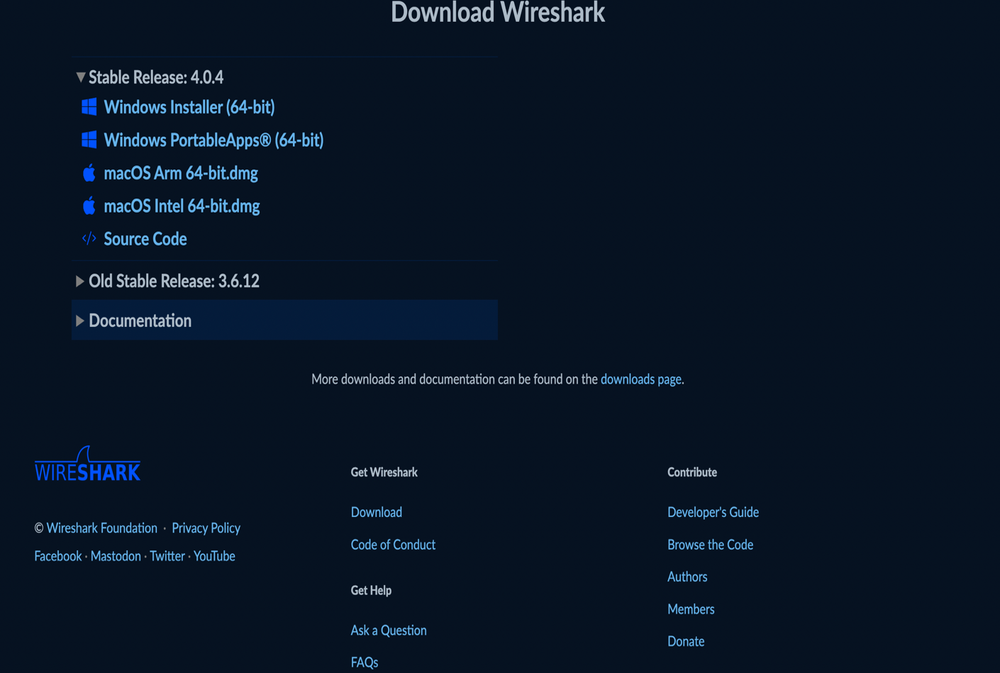 Download Wireshark
Stable Release: 4.0.4
Windows Installer (64-bit)
Windows PortableApps® (64-bit)
macOS Arm 64-bit.dmg
macOS Intel 64-bit.dmg
</> Source Code
Old Stable Release: 3.6.12
Documentation
More downloads and documentation can be found on the downloads page.
WIRESHARK
© Wireshark Foundation · Privacy Policy
Facebook · Mastodon · Twitter · YouTube
Get Wireshark
Download
Code of Conduct
Get Help
Ask a Question
FAQs
Contribute
Developer's Guide
Browse the Code
Authors
Members
Donate